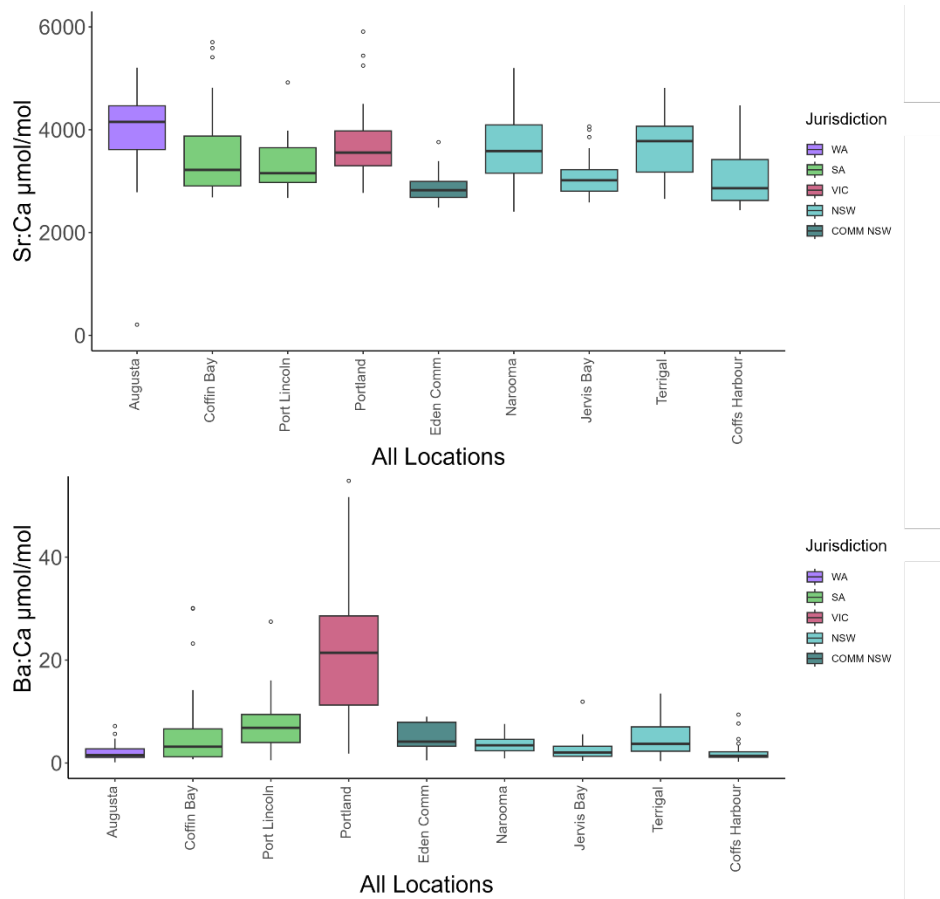 6000
4000
2000
0
Sr:Ca µmol/mol
Augusta
Coffin Bay
Port Lincoln
Portland
Eden Comm
Narooma
Jervis Bay
Terrigal
Coffs Harbour
All Locations
Jurisdiction
WA
SA
VIC
NSW
COMM NSW
40
20
0
Ba:Ca µmol/mol
Augusta
Coffin Bay
Port Lincoln
Portland
Eden Comm
Narooma
Jervis Bay
Terrigal
Coffs Harbour
All Locations
Jurisdiction
WA
SA
VIC
NSW
COMM NSW